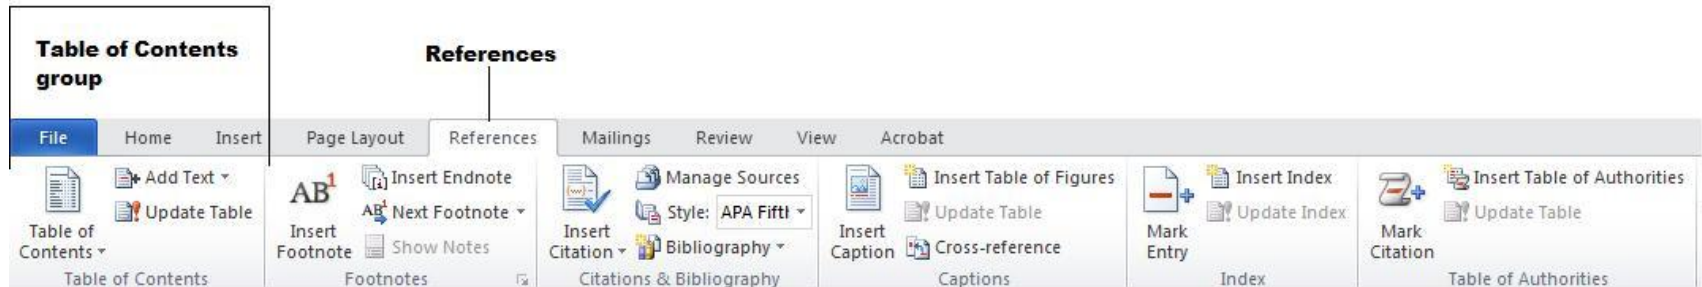 Table of Contents
group
References
File Home Insert Page Layout References Mailings Review View Acrobat
Table of
Contents
Add Text
Update Table
Table of Contents
AB1
Insert
Footnote
Insert Endnote
AB1 Next Footnote
Show Notes
Footnotes
Insert
Citation
Manage Sources
Style: APA Fift
Bibliography
Citations & Bibliography
Insert
Caption
Insert Table of Figures
Update Table
Cross-reference
Captions
Mark
Entry
Insert Index
Update Index
Index
Mark
Citation
Insert Table of Authorities
Update Table
Table of Authorities